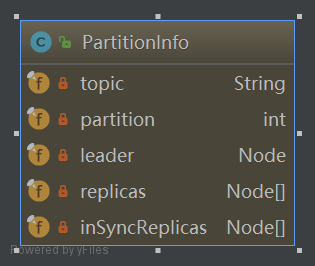 C PartitionInfo
f topic String
f partition int
f leader Node
f replicas Node[]
f inSyncReplicas Node[]
Powered by yFiles